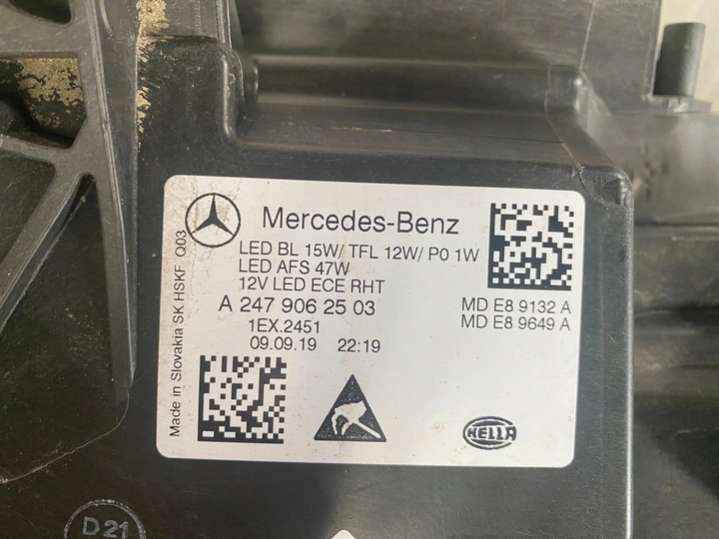 Mercedes-Benz
LED BL 15W/ TFL 12W/ P0 1W
LED AFS 47W
12V LED ECE RHT
A 247 906 25 03
1EX.2451
09.09.19 22:19
MD E8 9132 A
MD E8 9649 A
Made in Slovakia SK HSKF Q03
HELLA
D21